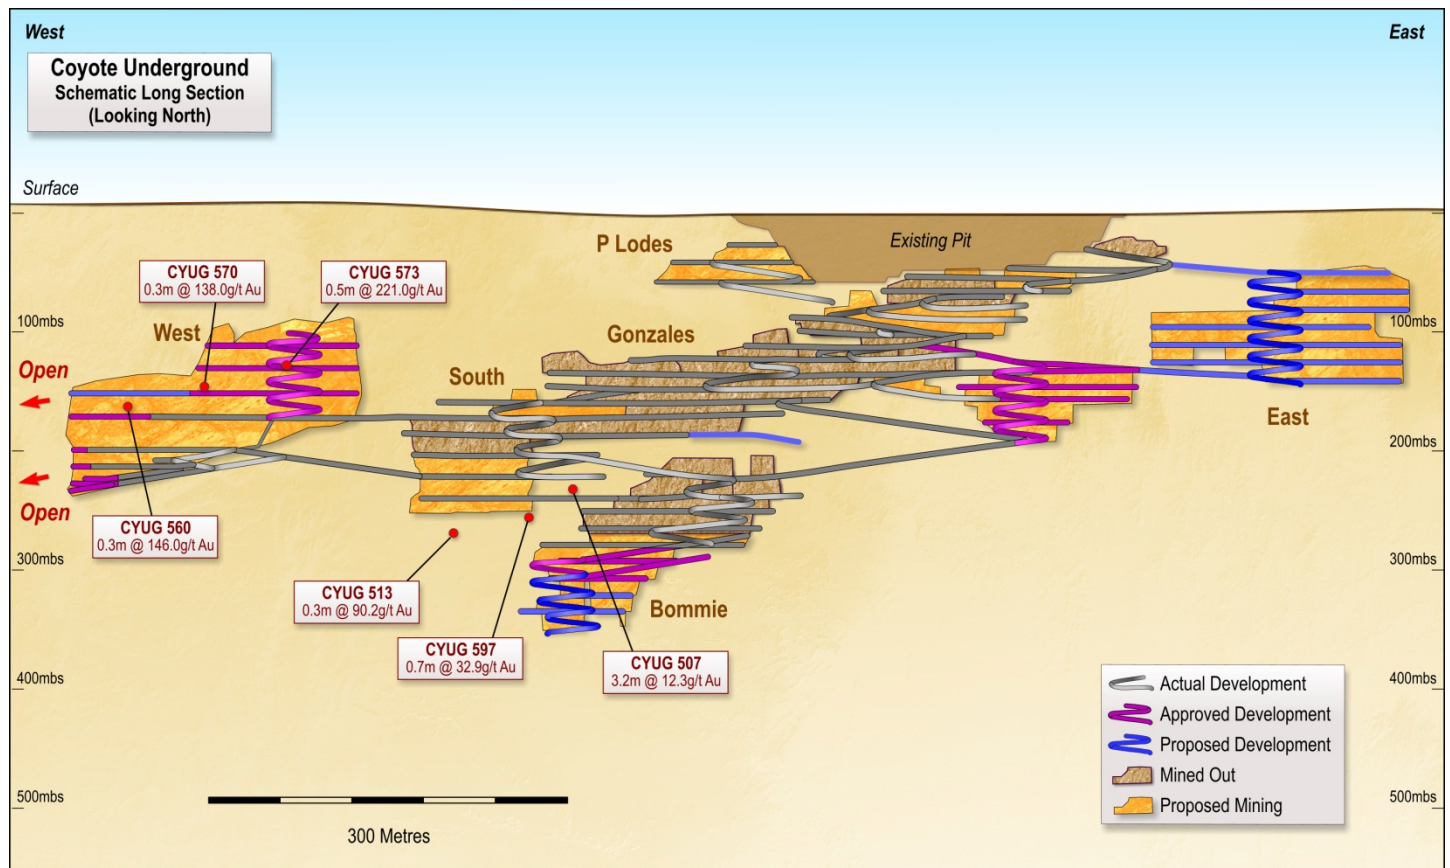 West
East
Coyote Underground
Schematic Long Section
(Looking North)
Surface
P Lodes
Existing Pit
CYUG 570
0.3m @ 138.0g/t Au
CYUG 573
0.5m @ 221.0g/t Au
100mbs
100mbs
West
Gonzales
Open
South
East
200mbs
Open
CYUG 560
0.3m @ 146.0g/t Au
300mbs
300mbs
CYUG 513
0.3m @ 90.2g/t Au
Bommie
CYUG 597
0.7m @ 32.9g/t Au
CYUG 507
3.2m @ 12.3g/t Au
400mbs
400mbs
Actual Development
Approved Development
Proposed Development
Mined Out
Proposed Mining
500mbs
500mbs
300 Metres